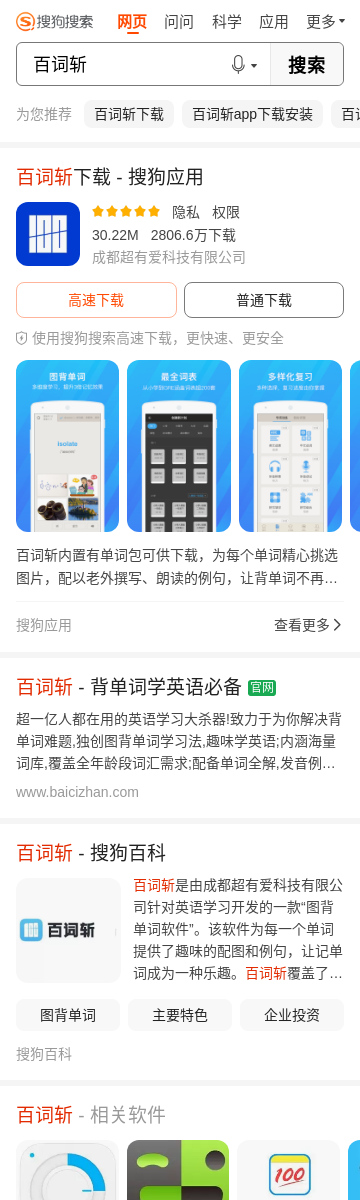 搜狗搜索 网页 问问 科学 应用 更多
百词斩 搜索
为您推荐 百词斩下载 百词斩app下载安装 百
百词斩下载 - 搜狗应用
隐私 权限
30.22M 2806.6万下载
成都超有爱科技有限公司
高速下载 普通下载
使用搜狗搜索高速下载，更快速、更安全
图背单词 最全词表 多样化复习
Isolate
百词斩内置有单词包可供下载，为每个单词精心挑选
图片，配以老外撰写、朗读的例句，让背单词不再…
搜狗应用 查看更多
百词斩 - 背单词学英语必备 官网
超一亿人都在用的英语学习大杀器!致力于为你解决背
单词难题,独创图背单词学习法,趣味学英语;内涵海量
词库,覆盖全年龄段词汇需求;配备单词全解,发音例…
www.baicizhan.com
百词斩 - 搜狗百科
百词斩
百词斩是由成都超有爱科技有限公
司针对英语学习开发的一款“图背
单词软件”。该软件为每一个单词
提供了趣味的配图和例句，让记单
词成为一种乐趣。百词斩覆盖了…
图背单词 主要特色 企业投资
搜狗百科
百词斩 - 相关软件
100